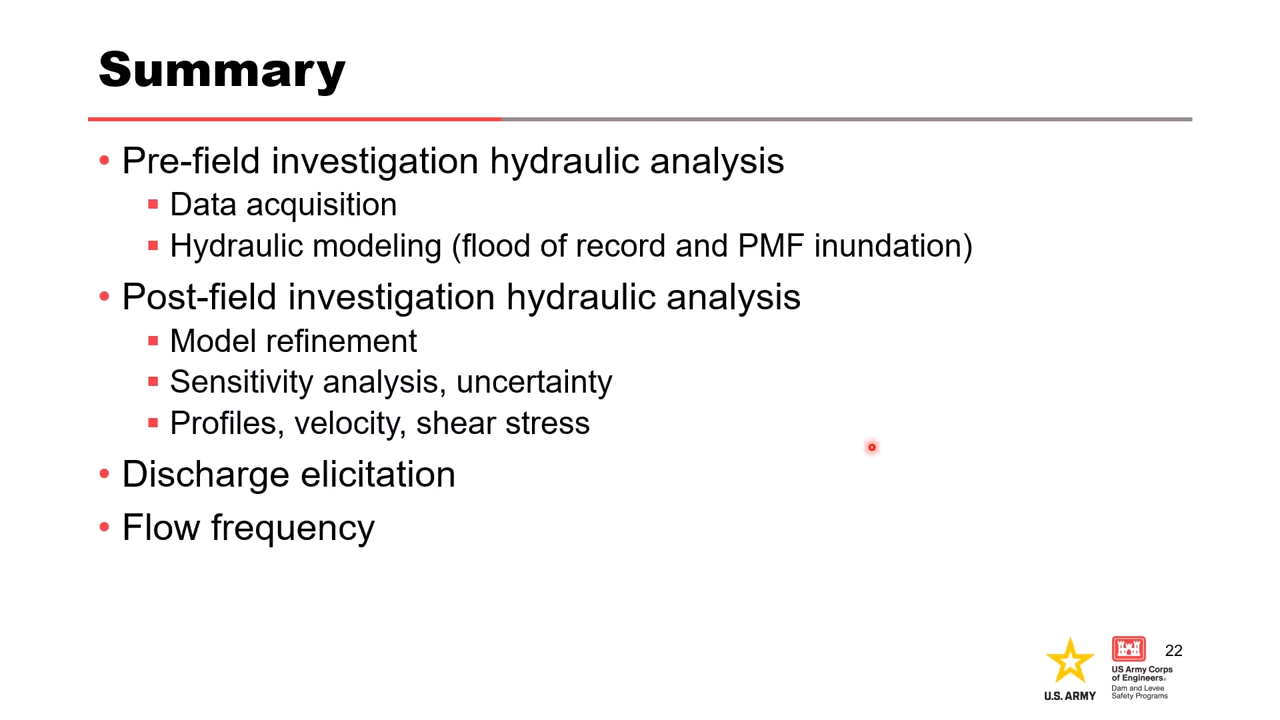 Summary
• Pre-field investigation hydraulic analysis
▪ Data acquisition
▪ Hydraulic modeling (flood of record and PMF inundation)
• Post-field investigation hydraulic analysis
▪ Model refinement
▪ Sensitivity analysis, uncertainty
▪ Profiles, velocity, shear stress
• Discharge elicitation
• Flow frequency
U.S. ARMY
US Army Corps
of Engineers®
Dam and Levee
Safety Programs
22